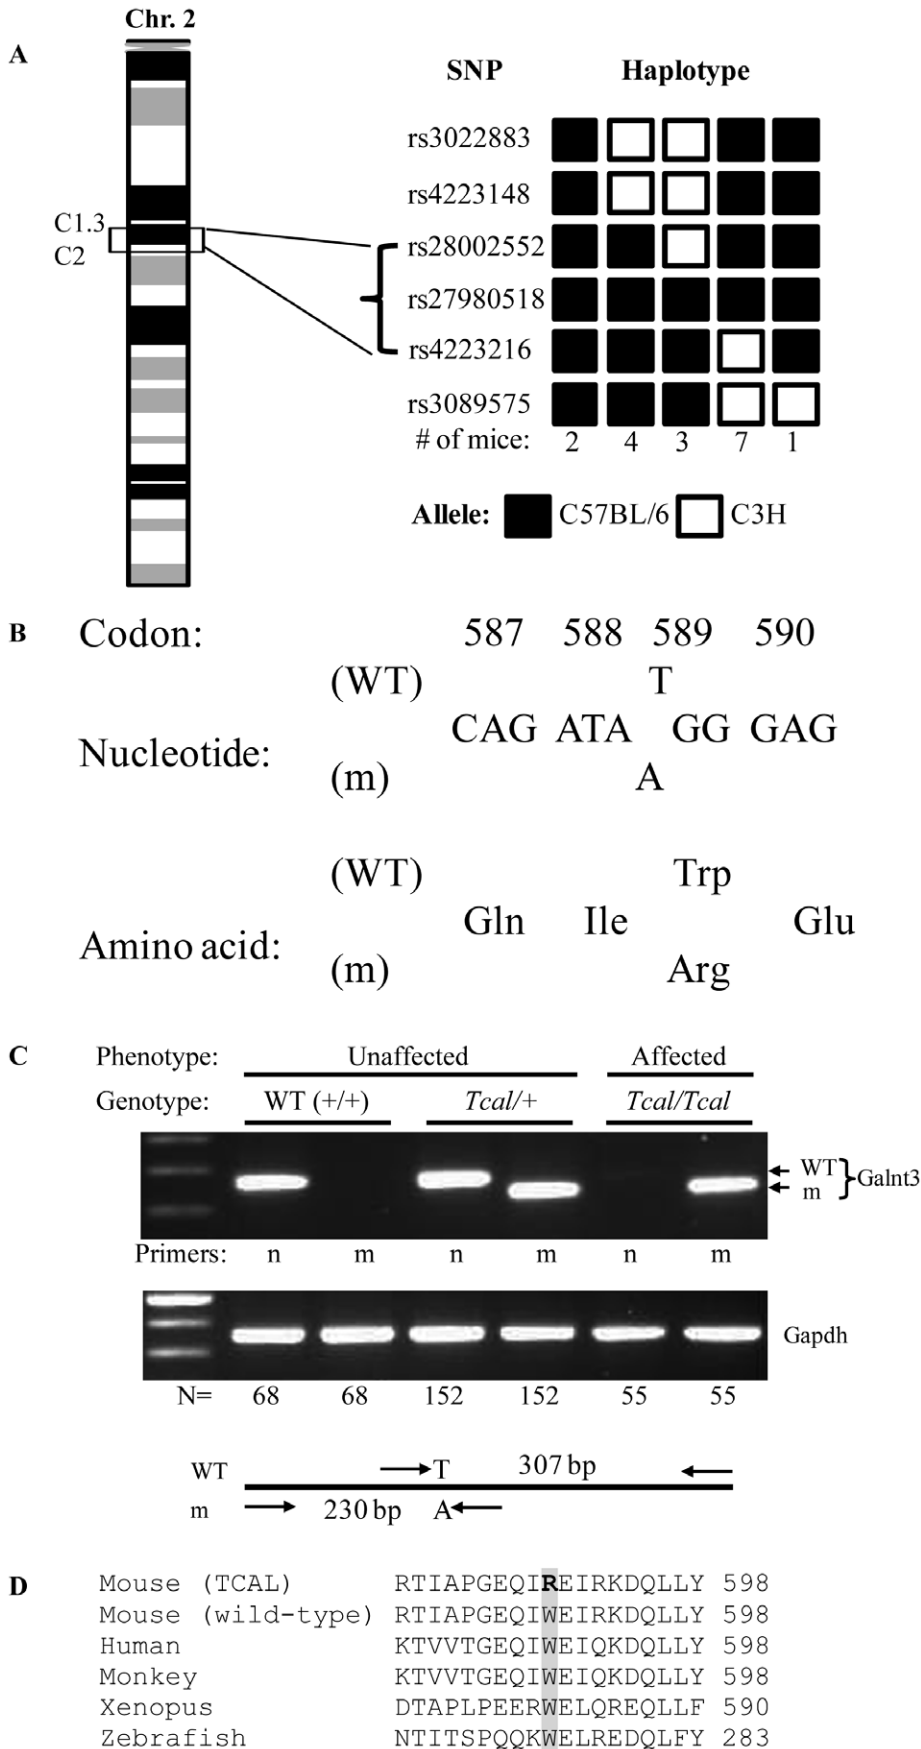 Chr. 2
A
SNP Haplotype
rs3022883
rs4223148
C1.3
C2
rs28002552
rs27980518
rs4223216
rs3089575
# of mice: 2 4 3 7 1
Allele: C57BL/6 C3H
B
Codon: 587 588 589 590
(WT) T
Nucleotide: CAG ATA GG GAG
(m) A
(WT) Trp
Amino acid: Gln Ile Glu
(m) Arg
C
Phenotype: Unaffected Affected
Genotype: WT (+/+) Tcal/+ Tcal/Tcal
WT
m
Galnt3
Primers: n m n m n m
Gapdh
N= 68 68 152 152 55 55
WT T 307 bp
m 230 bp A
D
Mouse (TCAL) RTIAPGEQIREIRKDQLLY 598
Mouse (wild-type) RTIAPGEQIWEIRKDQLLY 598
Human KTVVTGEQIWEIQKDQLLY 598
Monkey KTVVTGEQIWEIQKDQLLY 598
Xenopus DTAPLPEERWELQREQLLF 590
Zebrafish NTITSPQQKWELREDQLFY 283